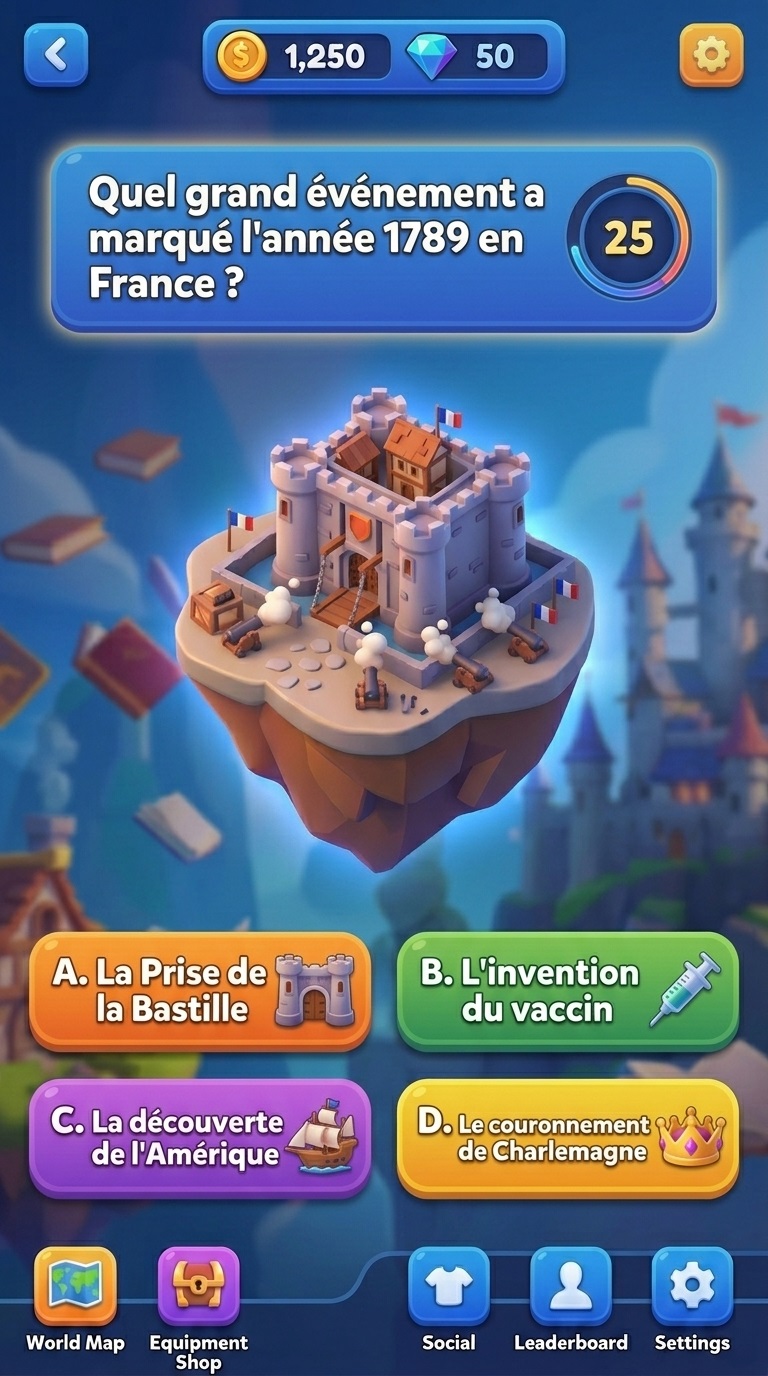 1,250
50
Quel grand événement a
marqué l'année 1789 en
France ?
25
A. La Prise de
la Bastille
B. L'invention
du vaccin
C. La découverte
de l'Amérique
D. Le couronnement
de Charlemagne
World Map
Equipment
Shop
Social
Leaderboard
Settings